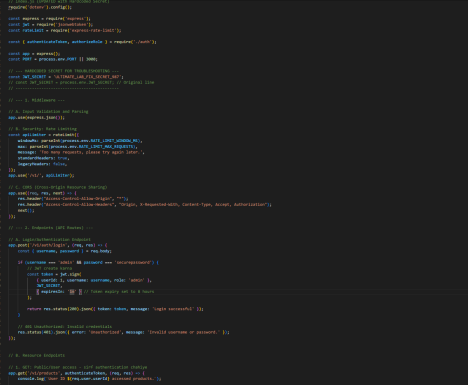 // index.js (UPDATED with Hardcoded Secret)
require('dotenv').config();
const express = require('express');
const jwt = require('jsonwebtoken');
const rateLimit = require('express-rate-limit');
const { authenticateToken, authorizeRole } = require('./auth');
const app = express();
const PORT = process.env.PORT || 3000;
// --- HARDCODED SECRET FOR TROUBLESHOOTING ---
const JWT_SECRET = 'ULTIMATE_LAB_FIX_SECRET_
// const JWT_SECRET = process.env.JWT_SECRET; // Original line
// --- 1. Middleware ---
// A. Input Validation and Parsing
app.use(express.json());
// B. Security: Rate Limiting
const apiLimiter = rateLimit({
windowMs: parseInt(process.env.RATE_LIMIT_WINDOW_MS),
max: parseInt(process.env.RATE_LIMIT_MAX_REQUESTS),
message: 'Too many requests, please try again later.',
standardHeaders: true,
legacyHeaders: false,
});
app.use('/v1/', apiLimiter);
// C. CORS (Cross-Origin Resource Sharing)
app.use((req, res, next) => {
res.header("Access-Control-Allow-Origin", "*");
res.header("Access-Control-Allow-Headers", "Origin, X-Requested-With, Content-Type, Accept, Authorization");
next();
});
// --- 2. Endpoints (API Routes) ---
// A. Login/Authentication Endpoint
app.post('/v1/auth/login', (req, res) => {
const { username, password } = req.body;
if (username === 'admin' && password === 'securepassword') {
// JWT create
const token = jwt.sign(
{ userId: 1, username: username, role: 'admin' },
JWT_SECRET,
{ expiresIn: } // Token expiry set to hours
);
return res.status(200).json({ token: token, message: 'Login successful' });
}
// 401 Unauthorized: Invalid credentials
res.status(401).json({ error: 'Unauthorized', message: 'Invalid username or password.' });
});
// B. Resource Endpoints
// 1. GET: Public/User access -
app.get('/v1/products', authenticateToken, (req, res) => {
console.log(`User ID ${req.user.userId} accessed products.`);